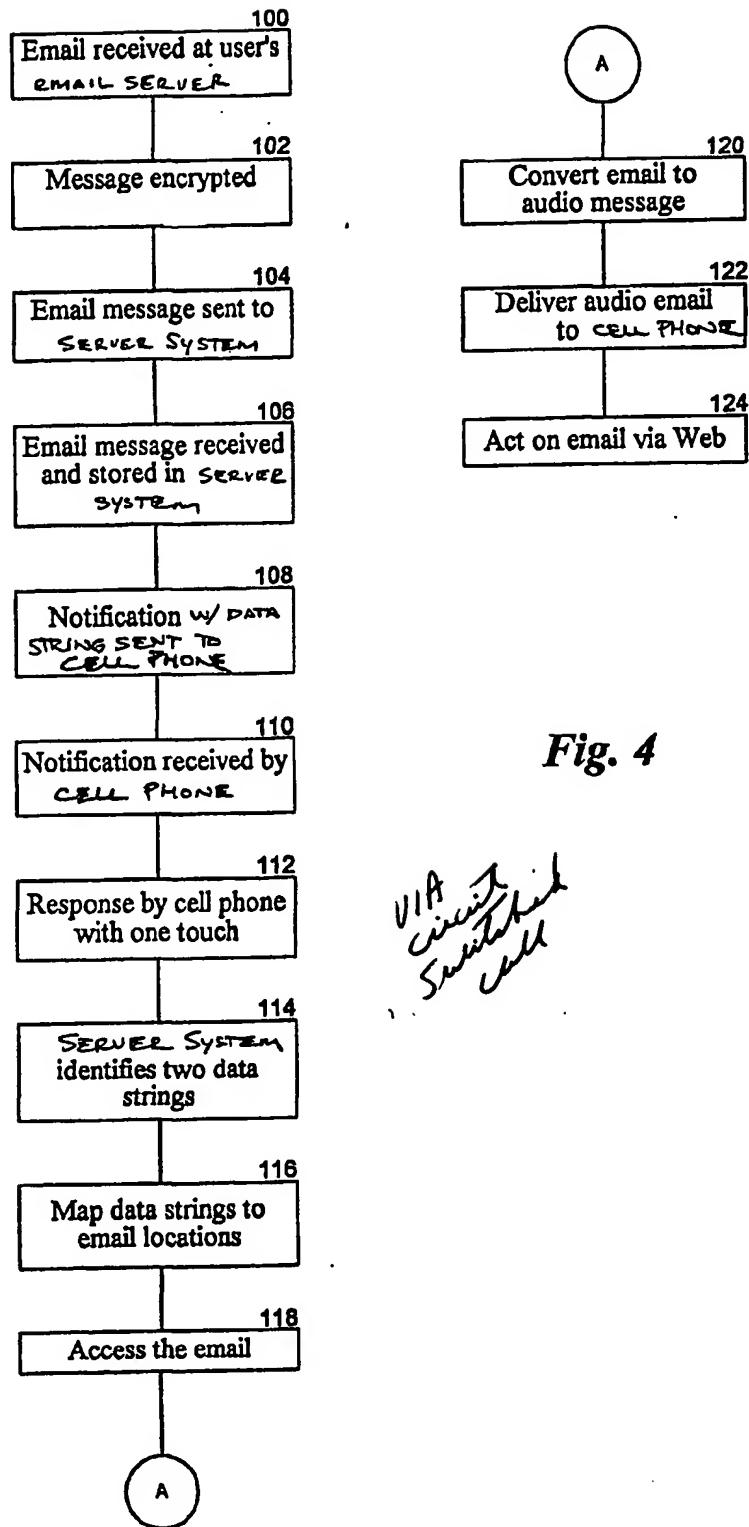 100
Email received at user's
EMAIL SERVER
102
Message encrypted
104
Email message sent to
SERVER SYSTEM
106
Email message received
and stored in SERVER
SYSTEM
108
Notification W/ DATA
STRING SENT TO
CELL PHONE
110
Notification received by
CELL PHONE
112
Response by cell phone
with one touch
114
SERVER SYSTEM
identifies two data
strings
116
Map data strings to
email locations
118
Access the email
A
A
120
Convert email to
audio message
122
Deliver audio email
to CELL PHONE
124
Act on email via Web
Fig. 4
VIA
circuit
Switched
call